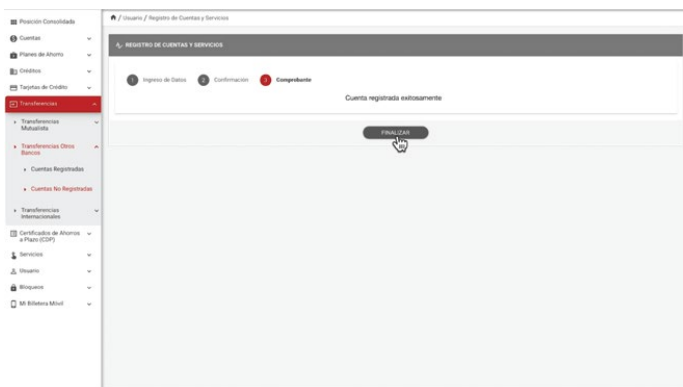 Posición Consolidada
Cuentas
Planes de Ahorro
Créditos
Tarjetas de Crédito
Transferencias
Transferencias
Mutualista
Transferencias Otros
Bancos
Cuentas Registradas
Cuentas No Registradas
Transferencias
Internacionales
Certificados de Ahorros
a Plazo (CDP)
Servicios
Usuario
Bloqueos
Mi Billetera Móvil
/ Usuario / Registro de Cuentas y Servicios
REGISTRO DE CUENTAS Y SERVICIOS
1 Ingreso de Datos 2 Confirmación 3 Comprobante
Cuenta registrada exitosamente
FINALIZAR